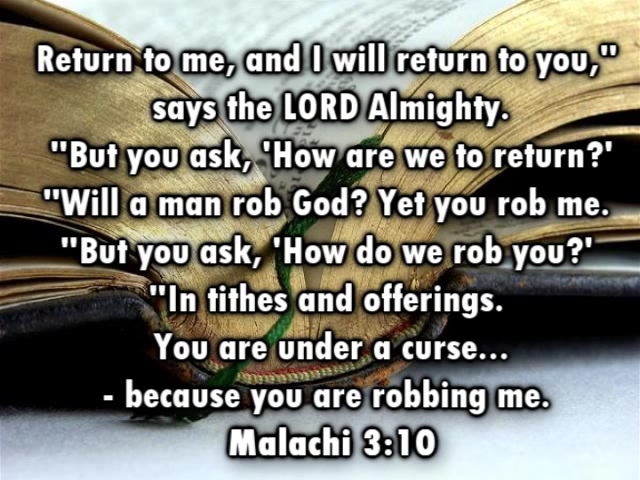 Return to me, and I will return to you,"
says the LORD Almighty.
"But you ask, 'How are we to return?'
"Will a man rob God? Yet you rob me.
"But you ask, 'How do we rob you?'
"In tithes and offerings.
You are under a curse...
- because you are robbing me.
Malachi 3:10